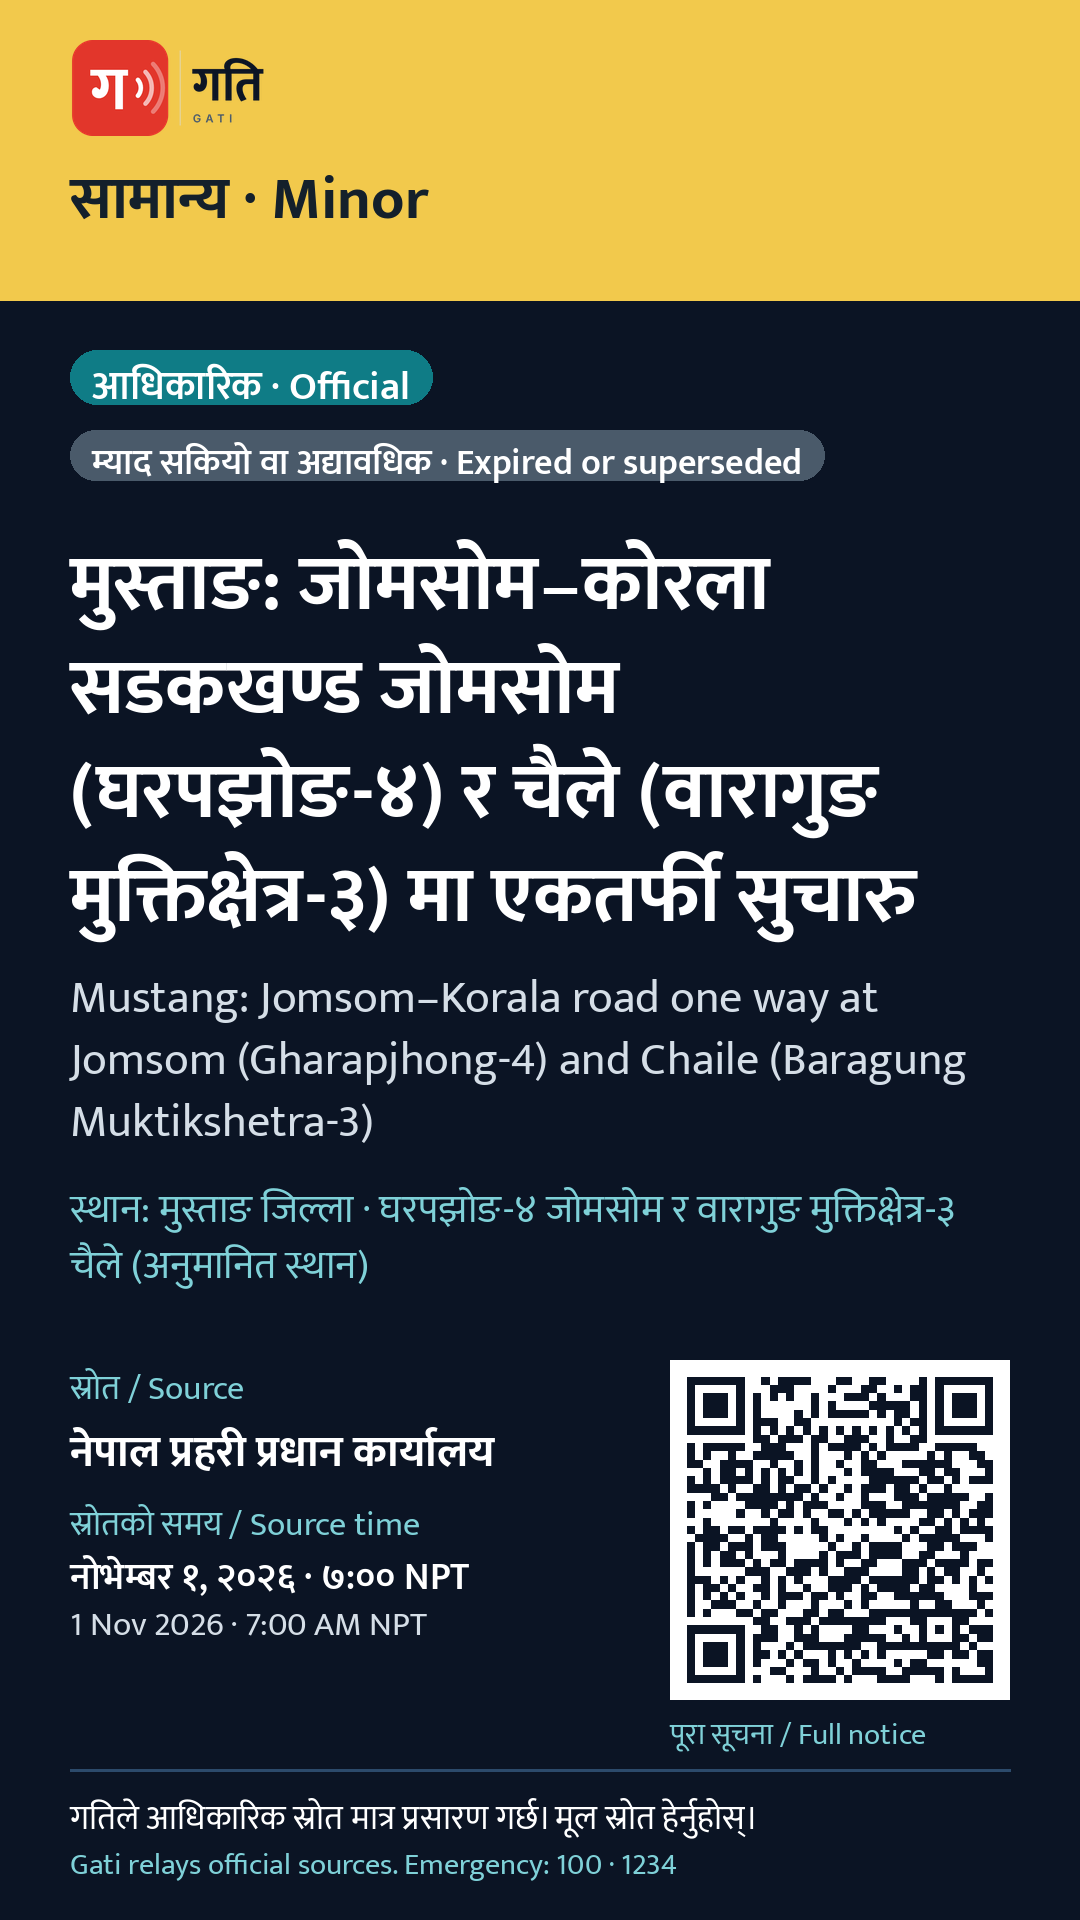 ग
गति
GATI
सामान्य · Minor
आधिकारिक · Official
म्याद सकियो वा अद्यावधिक · Expired or superseded
मुस्ताङ: जोमसोम–कोरला
सडकखण्ड जोमसोम
(घरपझोङ-४) र चैले (वारागुङ
मुक्तिक्षेत्र-३) मा एकतर्फी सुचारु
Mustang: Jomsom–Korala road one way at
Jomsom (Gharapjhong-4) and Chaile (Baragung
Muktikshetra-3)
स्थान: मुस्ताङ जिल्ला · घरपझोङ-४ जोमसोम र वारागुङ मुक्तिक्षेत्र-३
चैले (अनुमानित स्थान)
स्रोत / Source
नेपाल प्रहरी प्रधान कार्यालय
स्रोतको समय / Source time
नोभेम्बर १, २०२६ · ७:०० NPT
1 Nov 2026 · 7:00 AM NPT
पूरा सूचना / Full notice
गतिले आधिकारिक स्रोत मात्र प्रसारण गर्छ। मूल स्रोत हेर्नुहोस्।
Gati relays official sources. Emergency: 100 · 1234